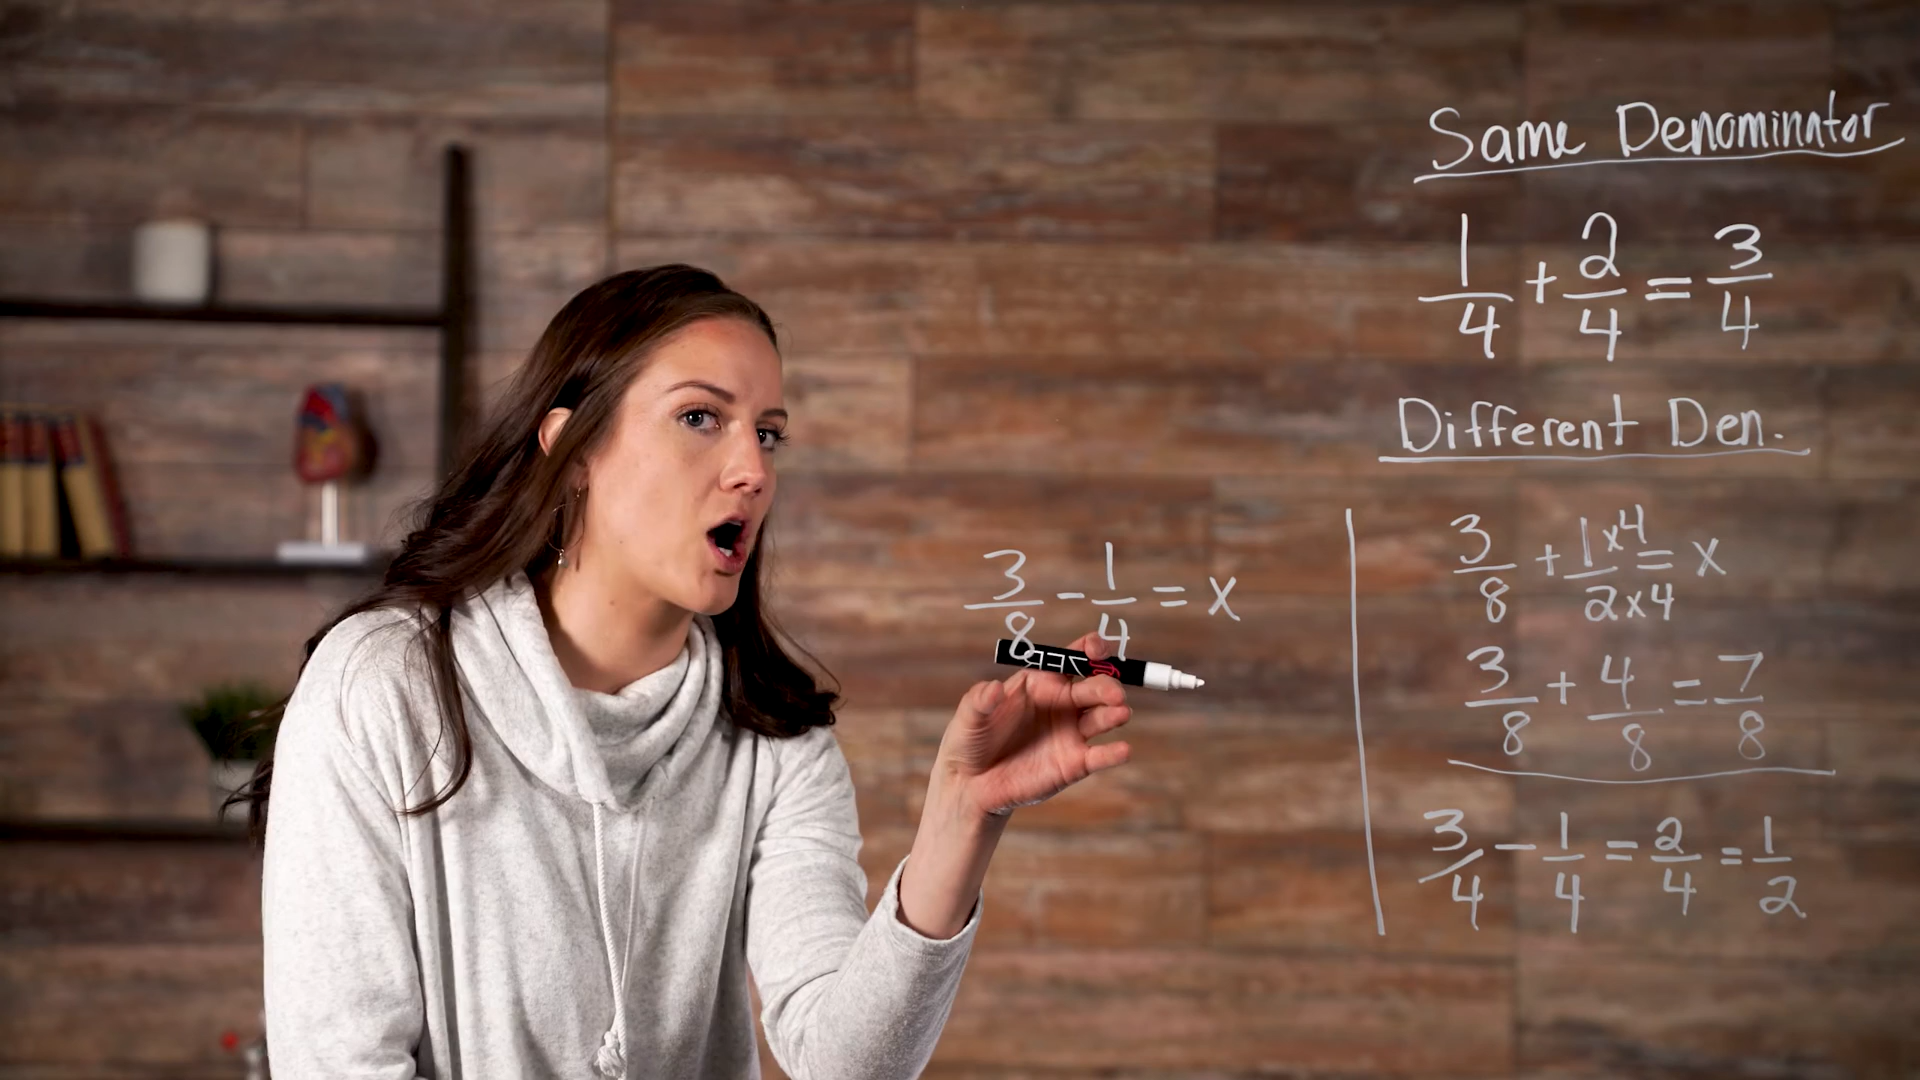 Same Denominator
1/4 + 2/4 = 3/4
Different Den.
3/8 - 1/4 = x
3/8 + 1x4/2x4 = x
3/8 + 4/8 = 7/8
3/4 - 1/4 = 2/4 = 1/2